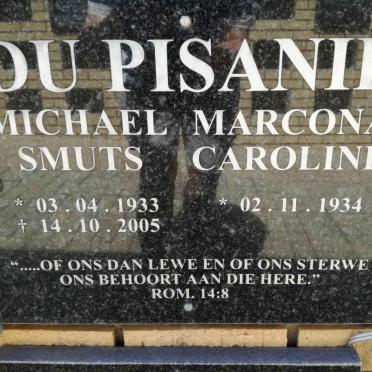 DU PISANI
MICHAEL MARCONA
SMUTS CAROLIN
* 03.04.1933 * 02.11.1934
† 14.10.2005
“.....OF ONS DAN LEWE EN OF ONS STERWE
ONS BEHOORT AAN DIE HERE.”
ROM. 14:8